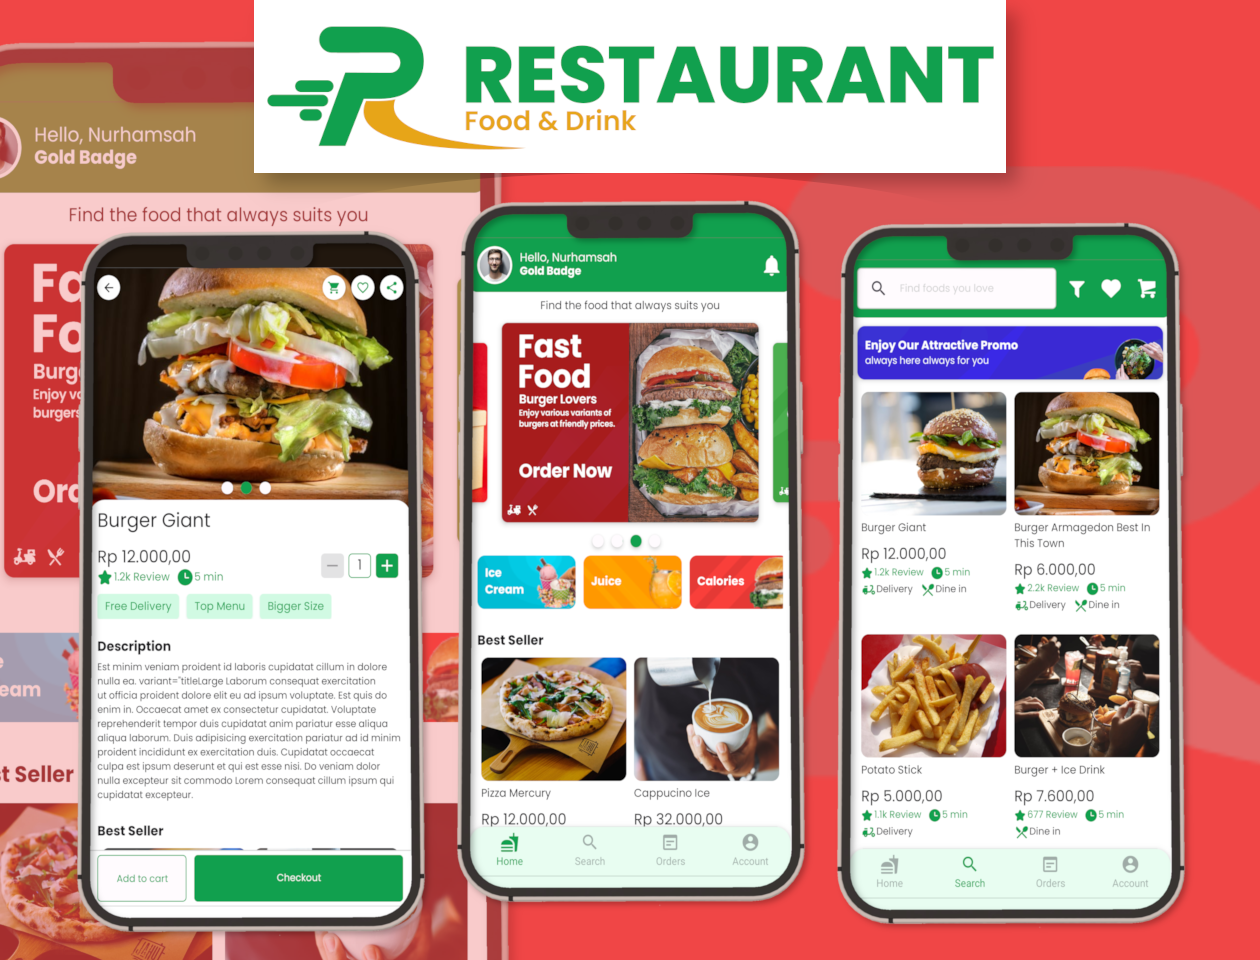 RESTAURANT
Food & Drink
Hello, Nurhamsah
Gold Badge
Find the food that always suits you
Fa
Fo
Burge
Enjoy va
burgers
Ord
eam
t Seller
Burger Giant
Rp 12.000,00
1.2k Review 5 min
1
Free Delivery Top Menu Bigger Size
Description
Est minim veniam proident id laboris cupidatat cillum in dolore
nulla ea. variant="titleLarge Laborum consequat exercitation
ut officia proident dolore elit eu ad ipsum voluptate. Est quis do
enim in. Occaecat amet ex consectetur cupidatat. Voluptate
reprehenderit tempor duis cupidatat anim pariatur esse aliqua
aliqua laborum. Duis adipisicing exercitation pariatur ad id minim
proident incididunt ex exercitation duis. Cupidatat occaecat
culpa est ipsum deserunt et qui est esse nisi. Do veniam dolor
nulla excepteur sit commodo Lorem consequat cillum ipsum qui
cupidatat excepteur.
Best Seller
Add to cart
Checkout
Hello, Nurhamsah
Gold Badge
Find the food that always suits you
Fast
Food
Burger Lovers
Enjoy various variants of
burgers at friendly prices.
Order Now
Ice
Cream
Juice
Calories
Best Seller
Pizza Mercury
Rp 12.000,00
Cappucino Ice
Rp 32.000,00
Home Search Orders Account
Find foods you love
Enjoy Our Attractive Promo
always here always for you
Burger Giant
Rp 12.000,00
1.2k Review 5 min
Delivery Dine in
Burger Armagedon Best In
This Town
Rp 6.000,00
2.2k Review 5 min
Delivery Dine in
Potato Stick
Rp 5.000,00
1.1k Review 5 min
Delivery
Burger + Ice Drink
Rp 7.600,00
677 Review 5 min
Dine in
Home Search Orders Account